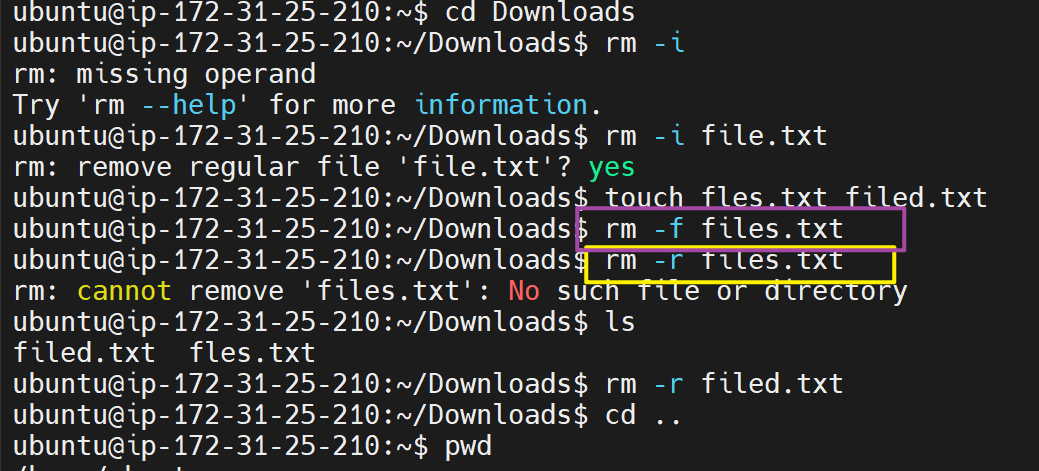 ubuntu@ip-172-31-25-210:~$ cd Downloads
ubuntu@ip-172-31-25-210:~/Downloads$ rm -i
rm: missing operand
Try 'rm --help' for more information.
ubuntu@ip-172-31-25-210:~/Downloads$ rm -i file.txt
rm: remove regular file 'file.txt'? yes
ubuntu@ip-172-31-25-210:~/Downloads$ touch fles.txt filed.txt
ubuntu@ip-172-31-25-210:~/Downloads$ rm -f files.txt
ubuntu@ip-172-31-25-210:~/Downloads$ rm -r files.txt
rm: cannot remove 'files.txt': No such file or directory
ubuntu@ip-172-31-25-210:~/Downloads$ ls
filed.txt  fles.txt
ubuntu@ip-172-31-25-210:~/Downloads$ rm -r filed.txt
ubuntu@ip-172-31-25-210:~/Downloads$ cd ..
ubuntu@ip-172-31-25-210:~$ pwd